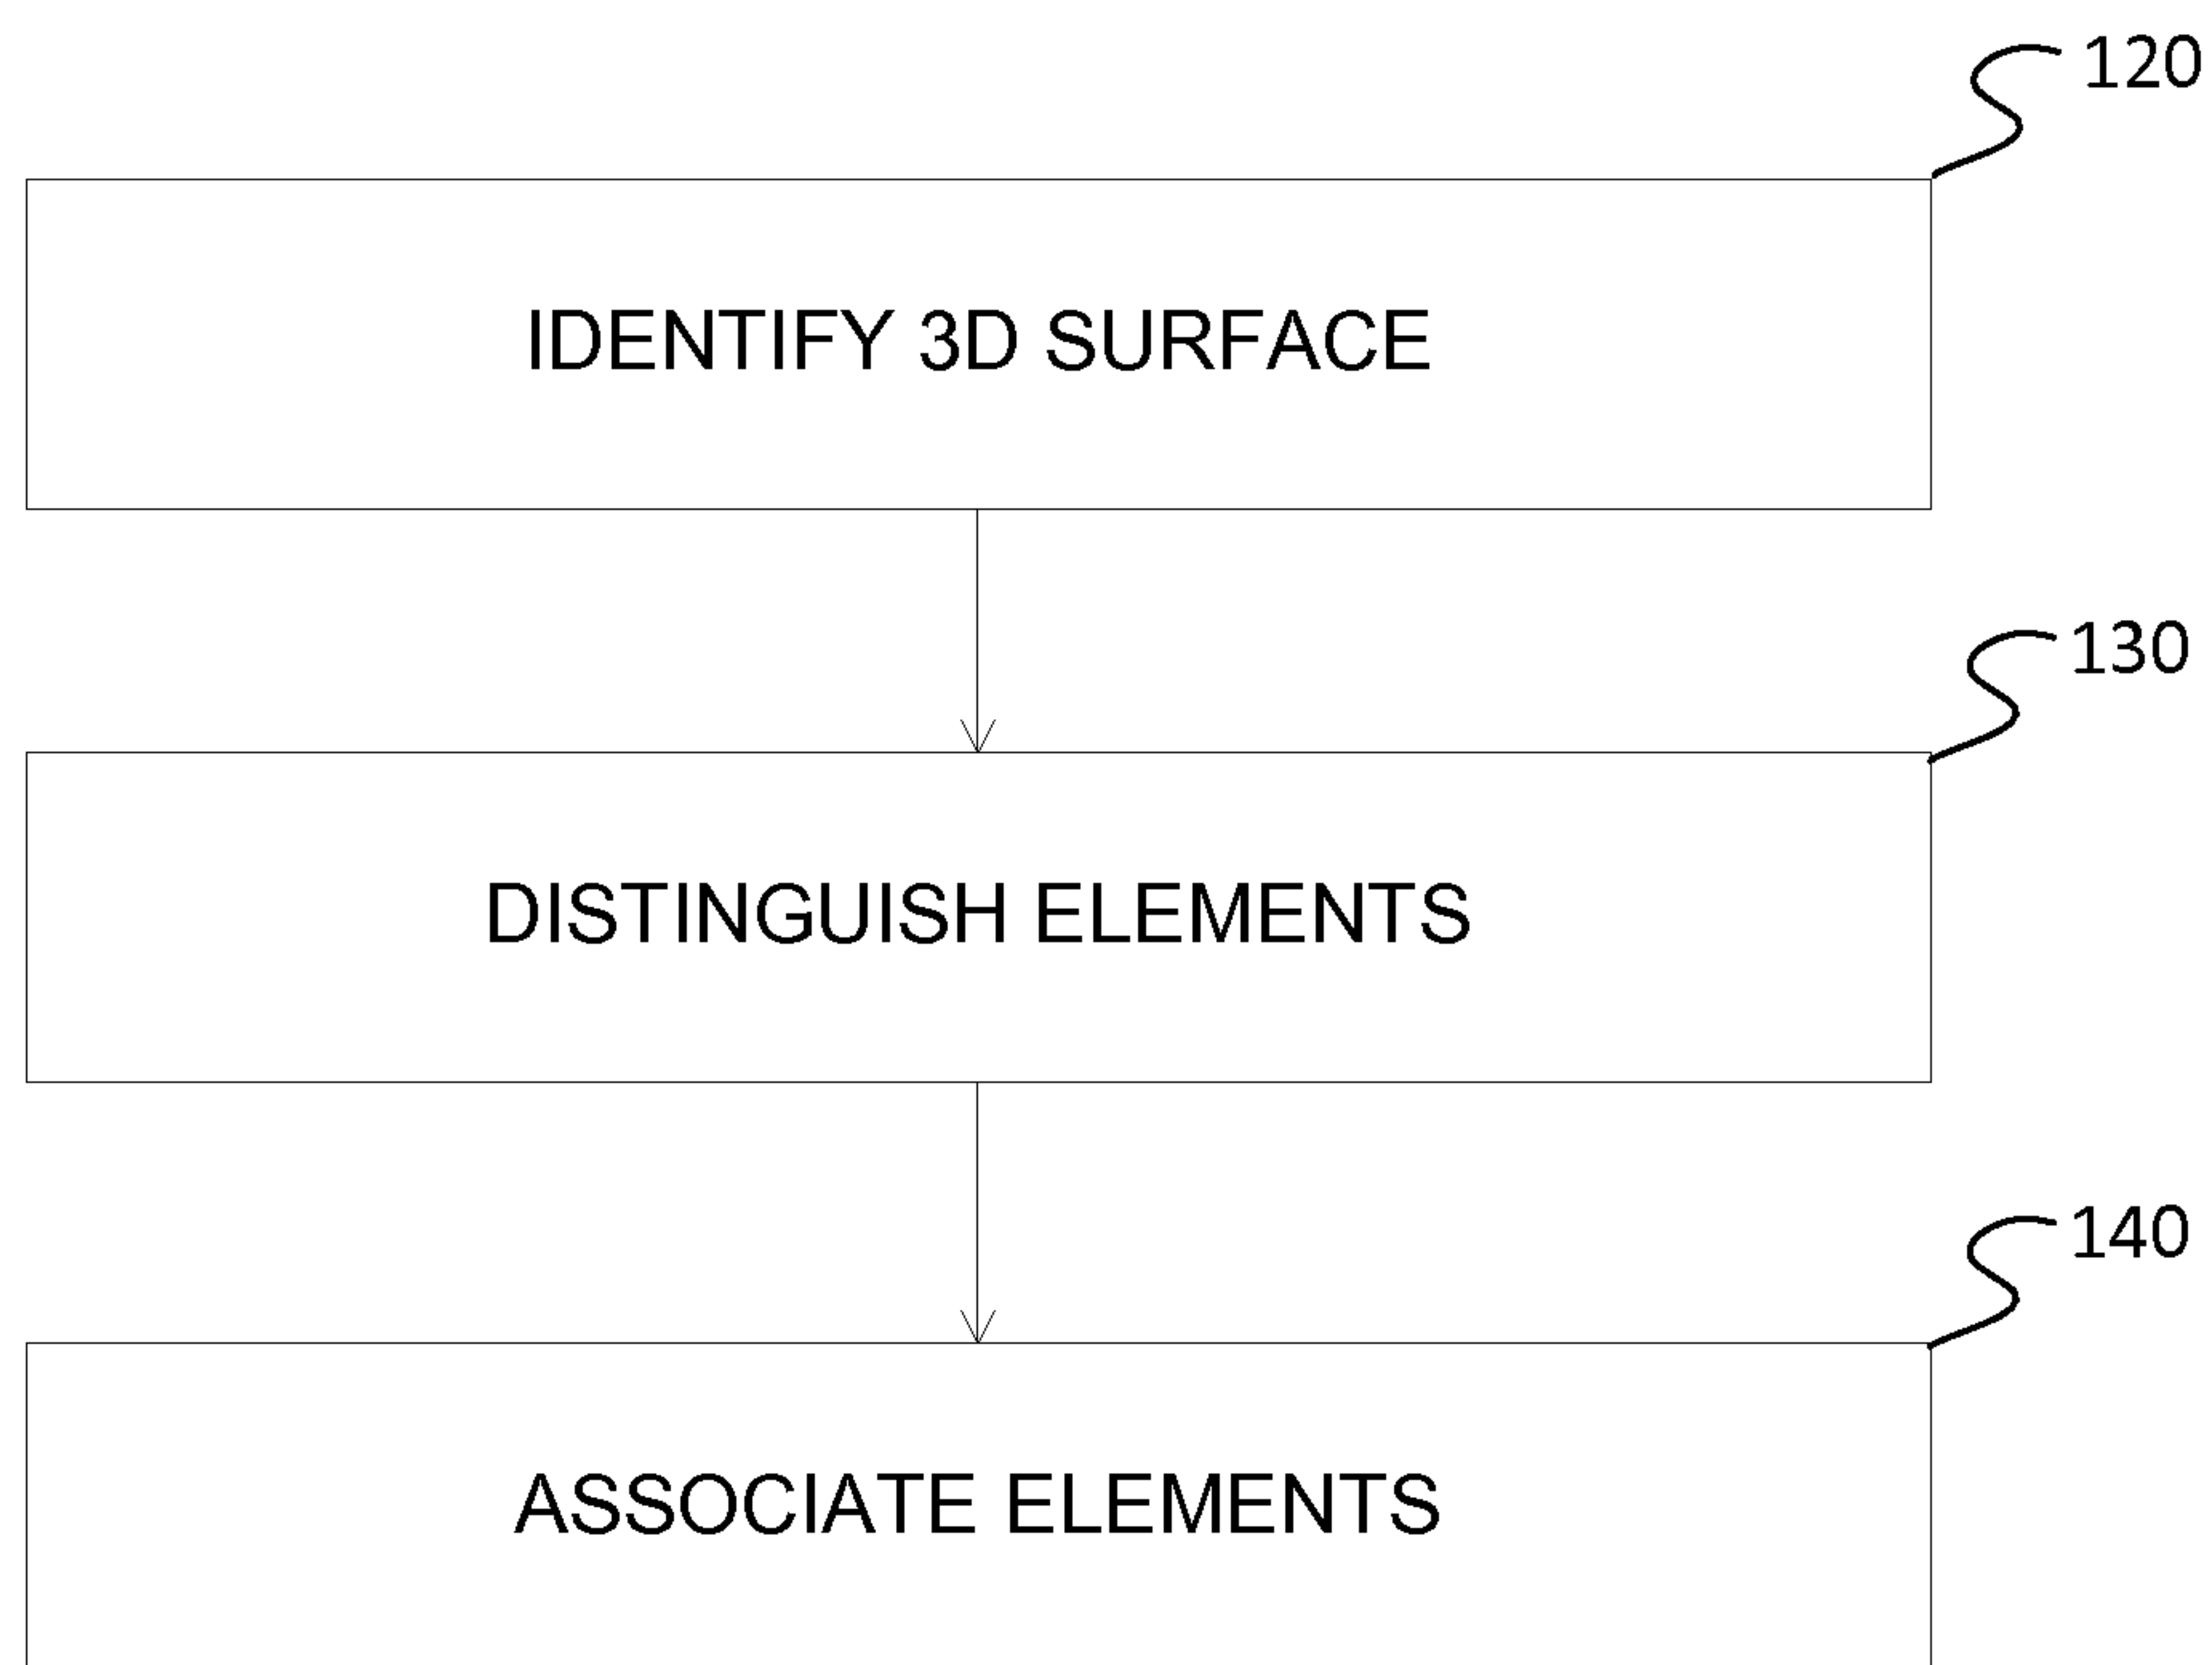 120
IDENTIFY 3D SURFACE
130
DISTINGUISH ELEMENTS
140
ASSOCIATE ELEMENTS